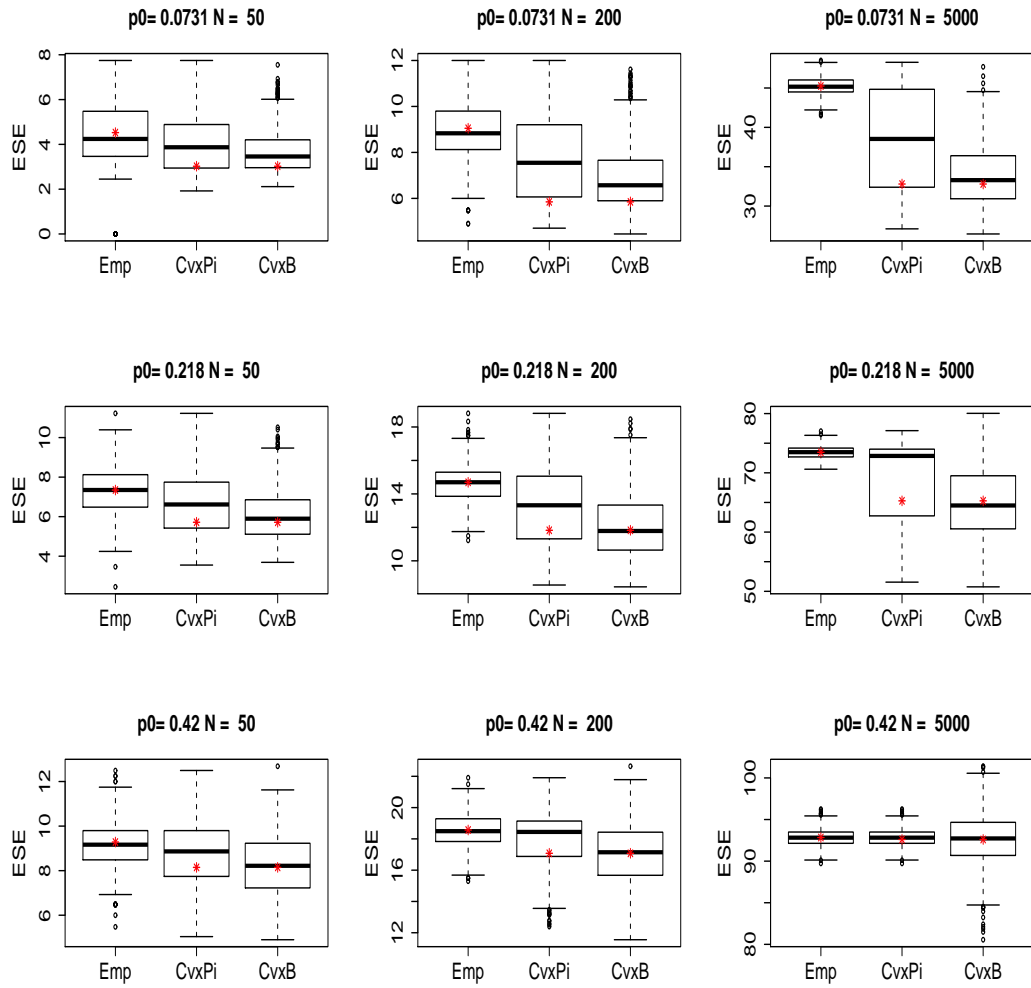 p0= 0.0731 N = 50
ESE
0 2 4 6 8
Emp CvxPi CvxB
p0= 0.0731 N = 200
ESE
6 8 10 12
Emp CvxPi CvxB
p0= 0.0731 N = 5000
ESE
30 40
Emp CvxPi CvxB
p0= 0.218 N = 50
ESE
4 6 8 10
Emp CvxPi CvxB
p0= 0.218 N = 200
ESE
10 14 18
Emp CvxPi CvxB
p0= 0.218 N = 5000
ESE
50 60 70 80
Emp CvxPi CvxB
p0= 0.42 N = 50
ESE
6 8 10 12
Emp CvxPi CvxB
p0= 0.42 N = 200
ESE
12 16 20
Emp CvxPi CvxB
p0= 0.42 N = 5000
ESE
80 90 100
Emp CvxPi CvxB